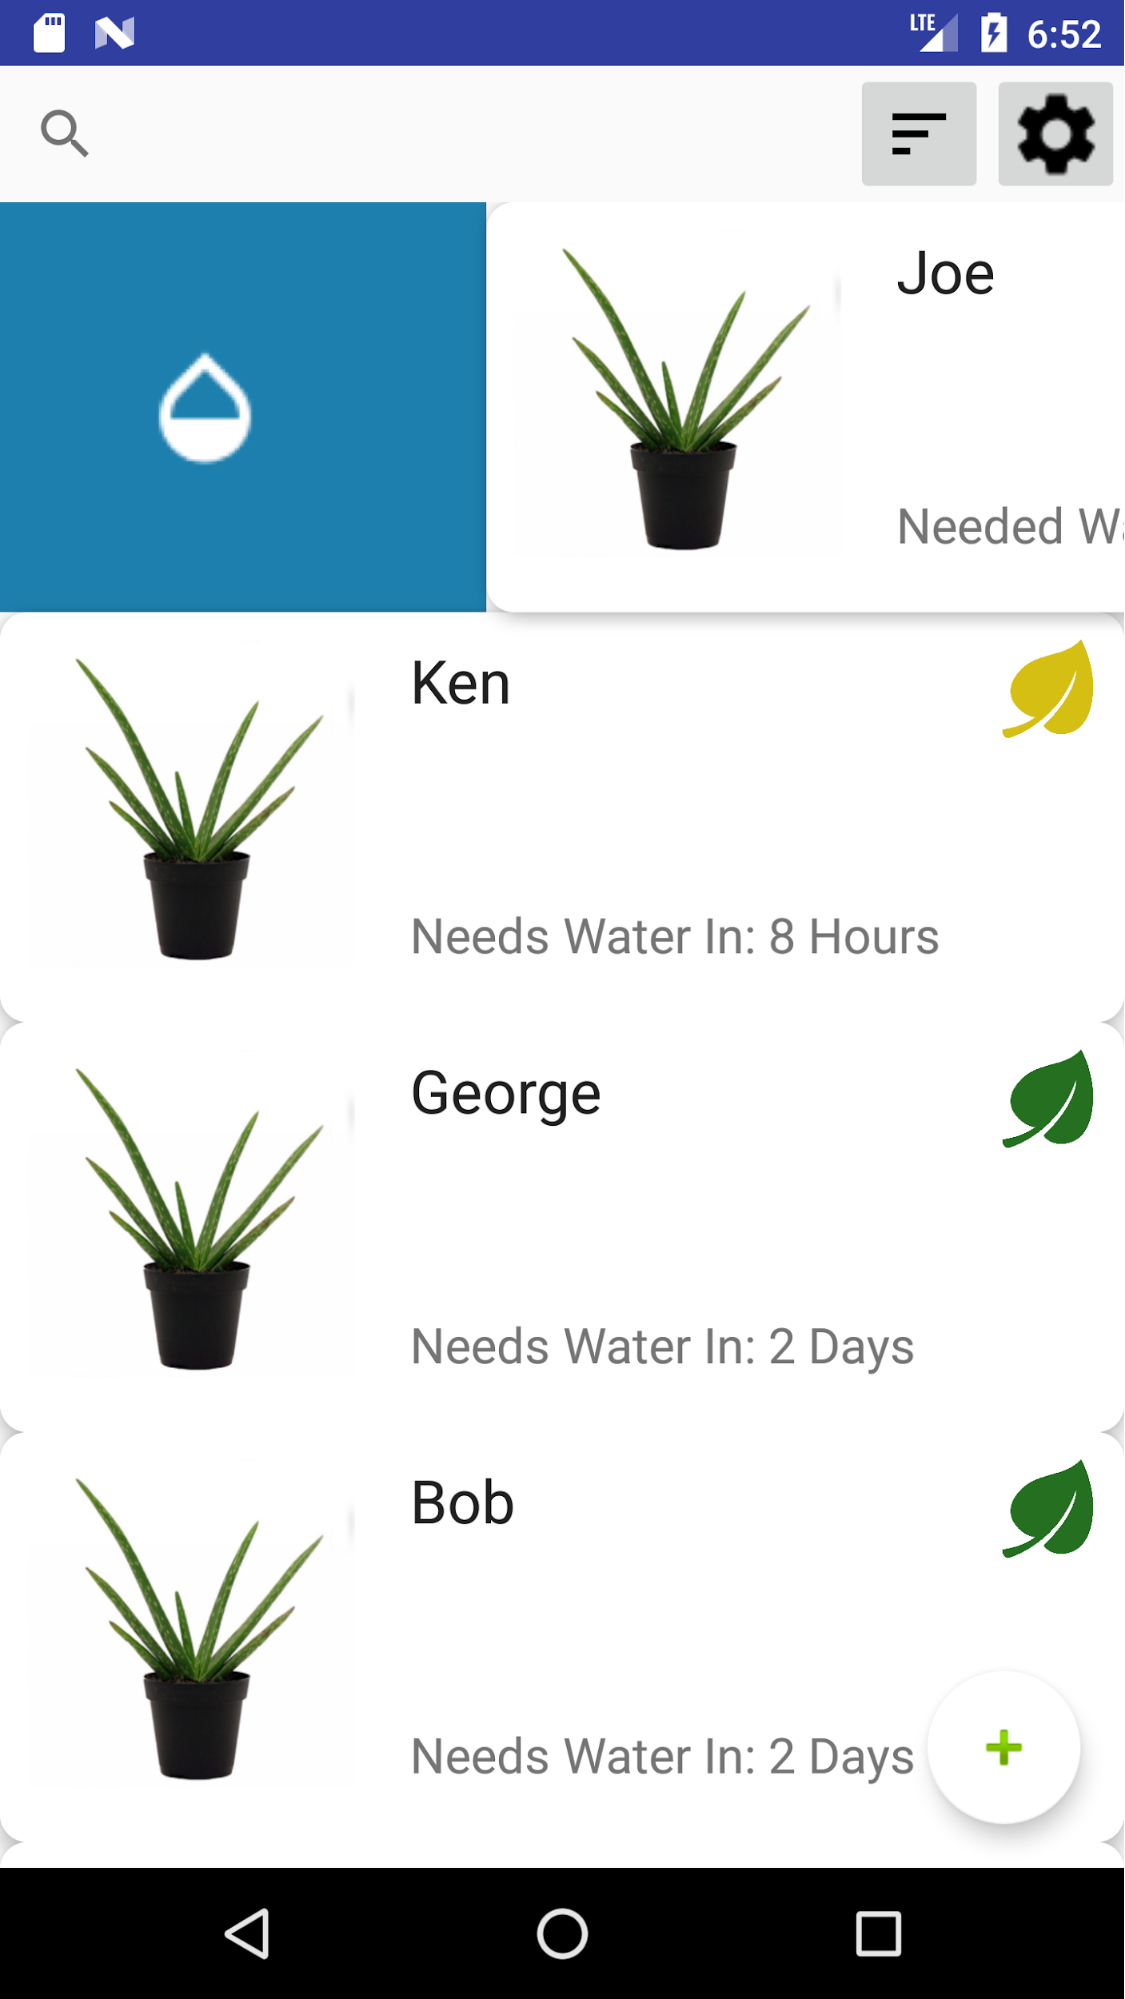 LTE 6:52
Joe
Needed
Ken
Needs Water In: 8 Hours
George
Needs Water In: 2 Days
Bob
Needs Water In: 2 Days